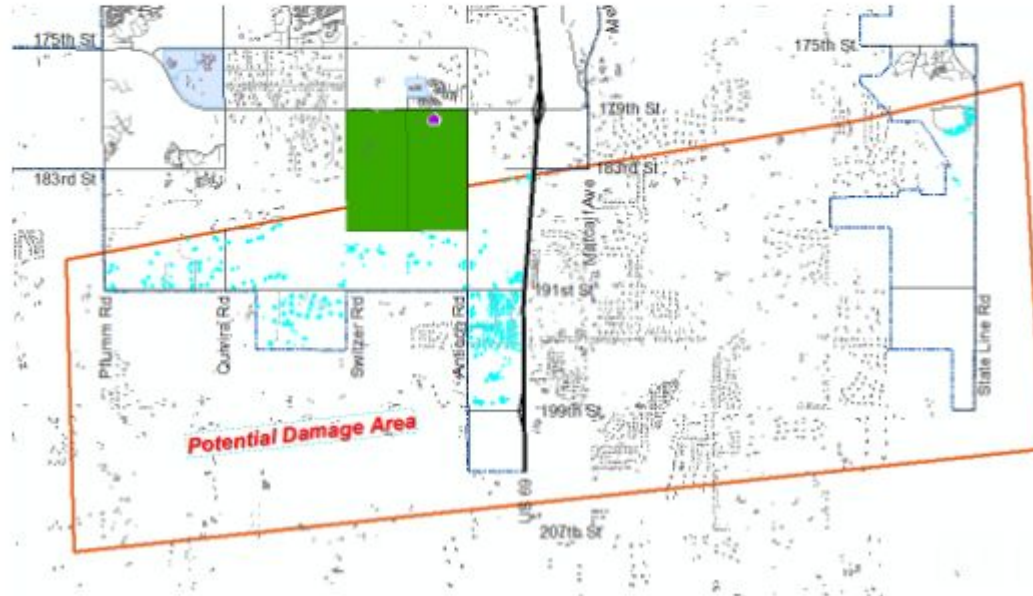 175th St
175th St
179th St
183rd St
183rd St
Metcalf Ave
191st St
Pflumm Rd
Quivira Rd
Switzer Rd
Antioch Rd
State Line Rd
199th St
Potential Damage Area
US 69
207th St